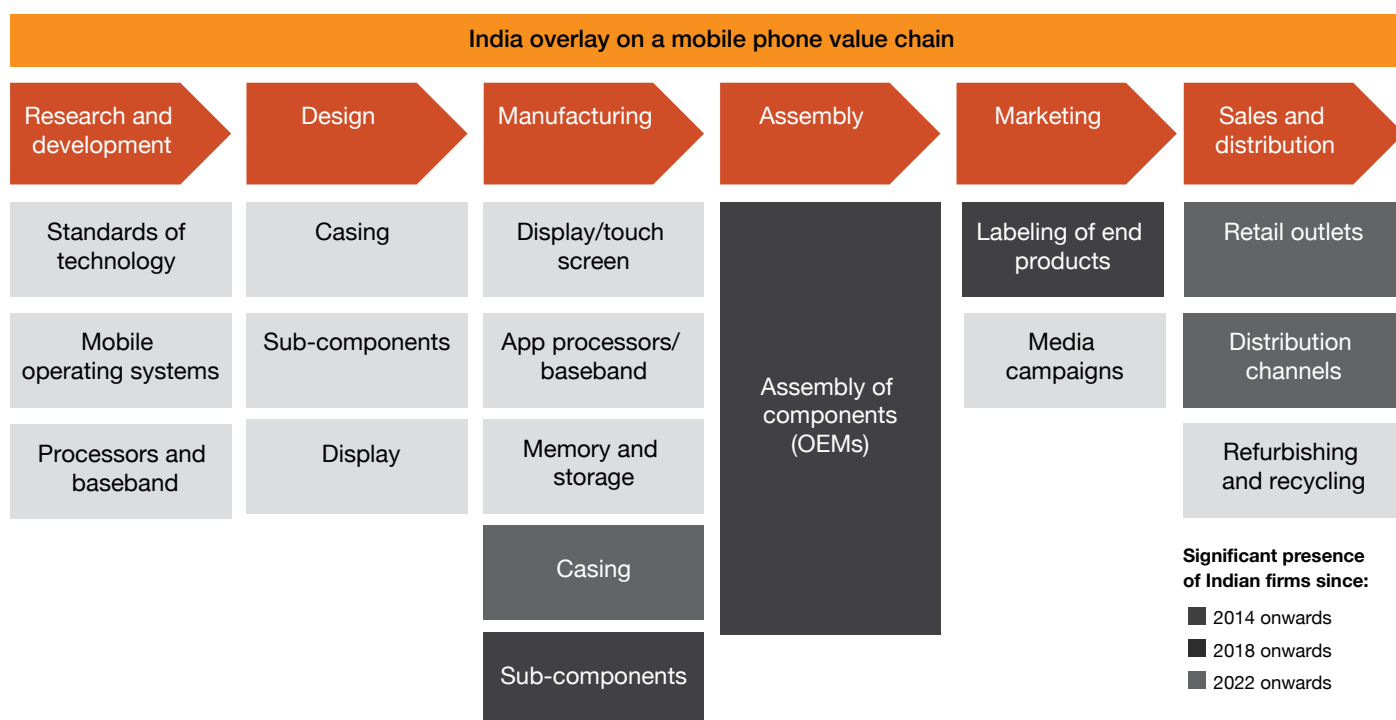 India overlay on a mobile phone value chain
Research and
development
Design
Manufacturing
Assembly
Marketing
Sales and
distribution
Standards of
technology
Mobile
operating systems
Processors and
baseband
Casing
Sub-components
Display
Display/touch
screen
App processors/
baseband
Memory and
storage
Casing
Sub-components
Assembly of
components
(OEMs)
Labeling of end
products
Media
campaigns
Retail outlets
Distribution
channels
Refurbishing
and recycling
Significant presence
of Indian firms since:
2014 onwards
2018 onwards
2022 onwards